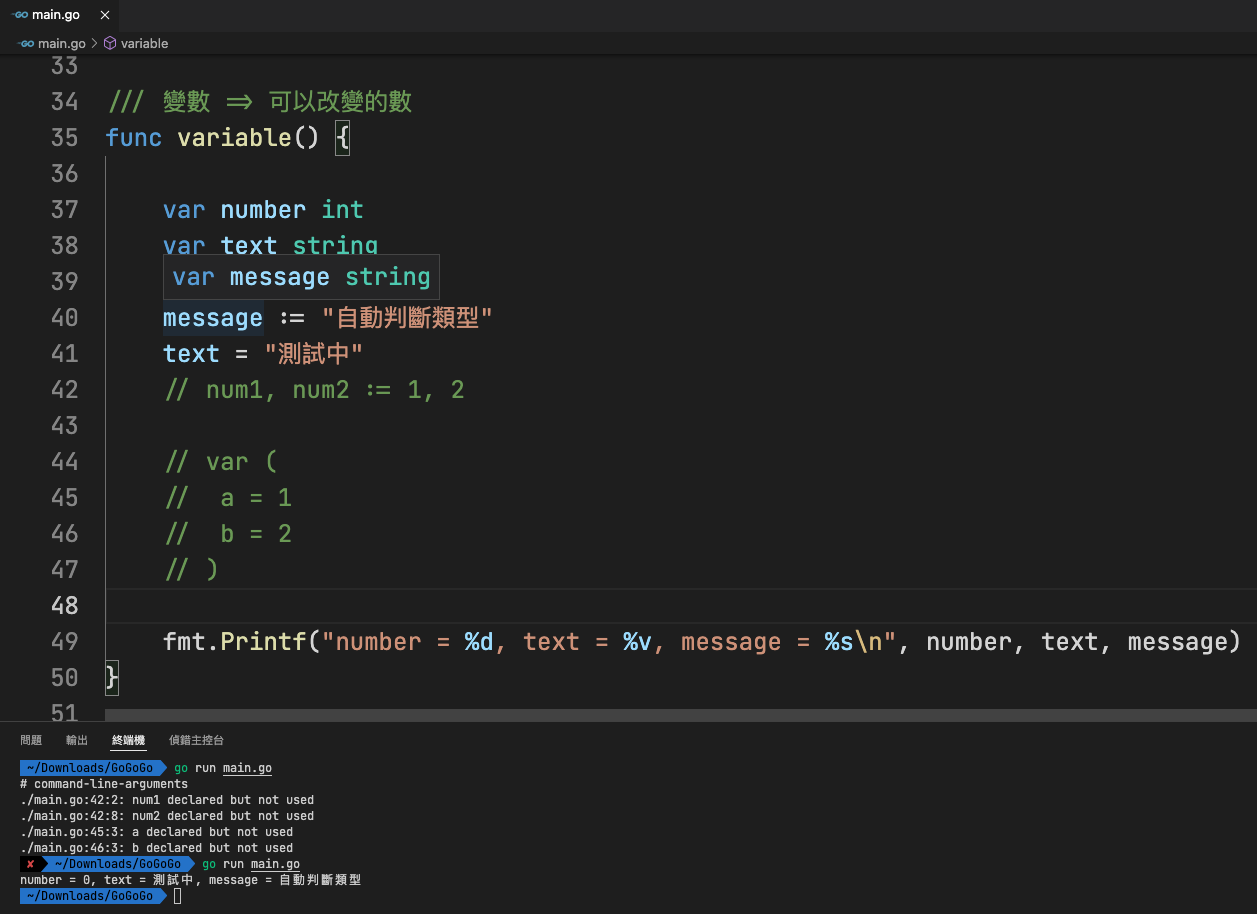 GO main.go ×
GO main.go > variable
33
34 /// 變數 => 可以改變的數
35 func variable() {
36
37 var number int
38 var text string
39 var message string
40 message := "自動判斷類型"
41 text = "測試中"
42 // num1, num2 := 1, 2
43
44 // var (
45 //  a = 1
46 //  b = 2
47 // )
48
49 fmt.Printf("number = %d, text = %v, message = %s\n", number, text, message)
50 }
51
問題 輸出 終端機 偵錯主控台
~/Downloads/GoGoGo go run main.go
# command-line-arguments
./main.go:42:2: num1 declared but not used
./main.go:42:8: num2 declared but not used
./main.go:45:3: a declared but not used
./main.go:46:3: b declared but not used
✘ ~/Downloads/GoGoGo go run main.go
number = 0, text = 測試中, message = 自動判斷類型
~/Downloads/GoGoGo